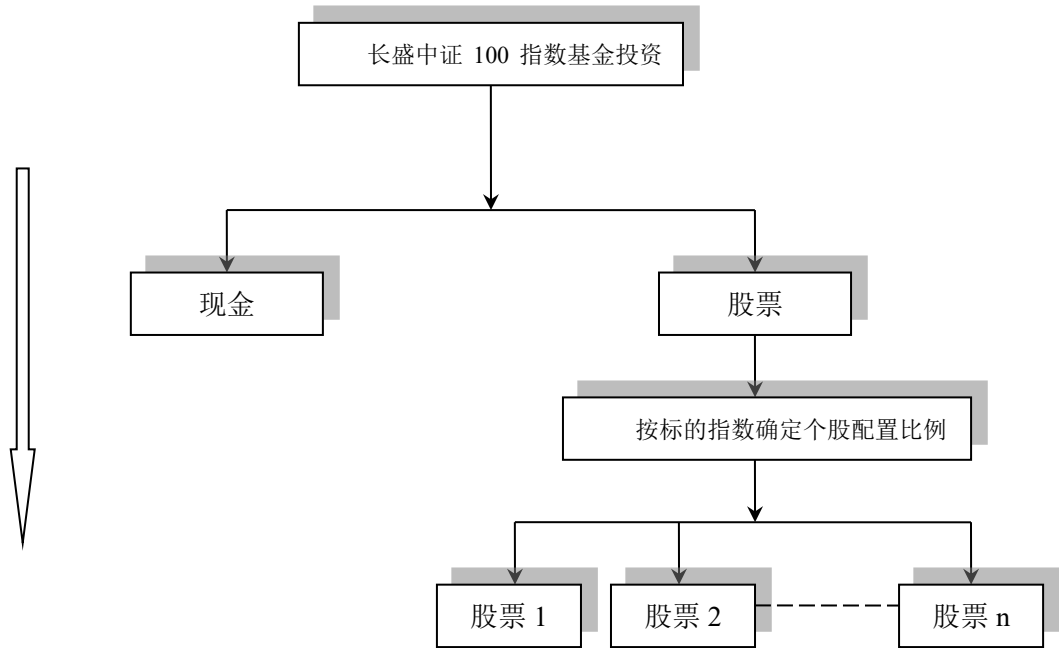 长盛中证 100 指数基金投资
现金
股票
按标的指数确定个股配置比例
股票 1
股票 2
股票 n